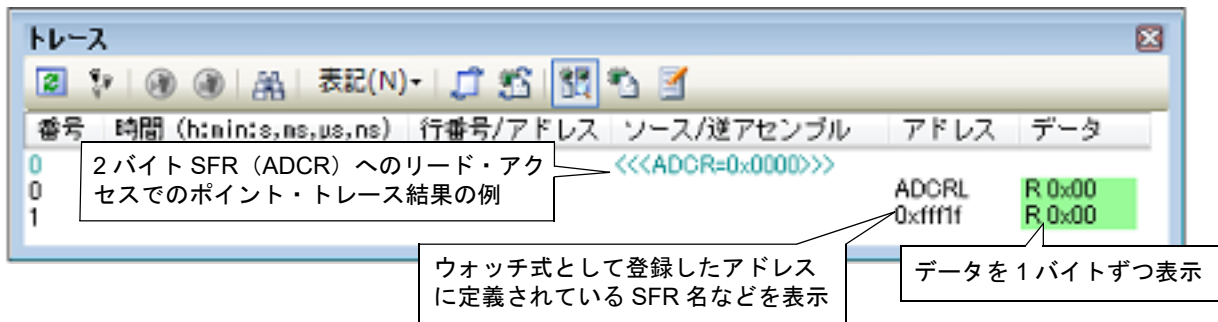 トレース
表記(N)
番号 時間 (h:min:s,ms,μs,ns) 行番号/アドレス ソース/逆アセンブル アドレス データ
0 <<<ADCR=0x0000>>>
2 バイト SFR（ADCR）へのリード・アク
セスでのポイント・トレース結果の例
0 ADCRL R 0x00
1 0xfff1f R 0x00
ウォッチ式として登録したアドレス
に定義されている SFR 名などを表示
データを 1 バイトずつ表示